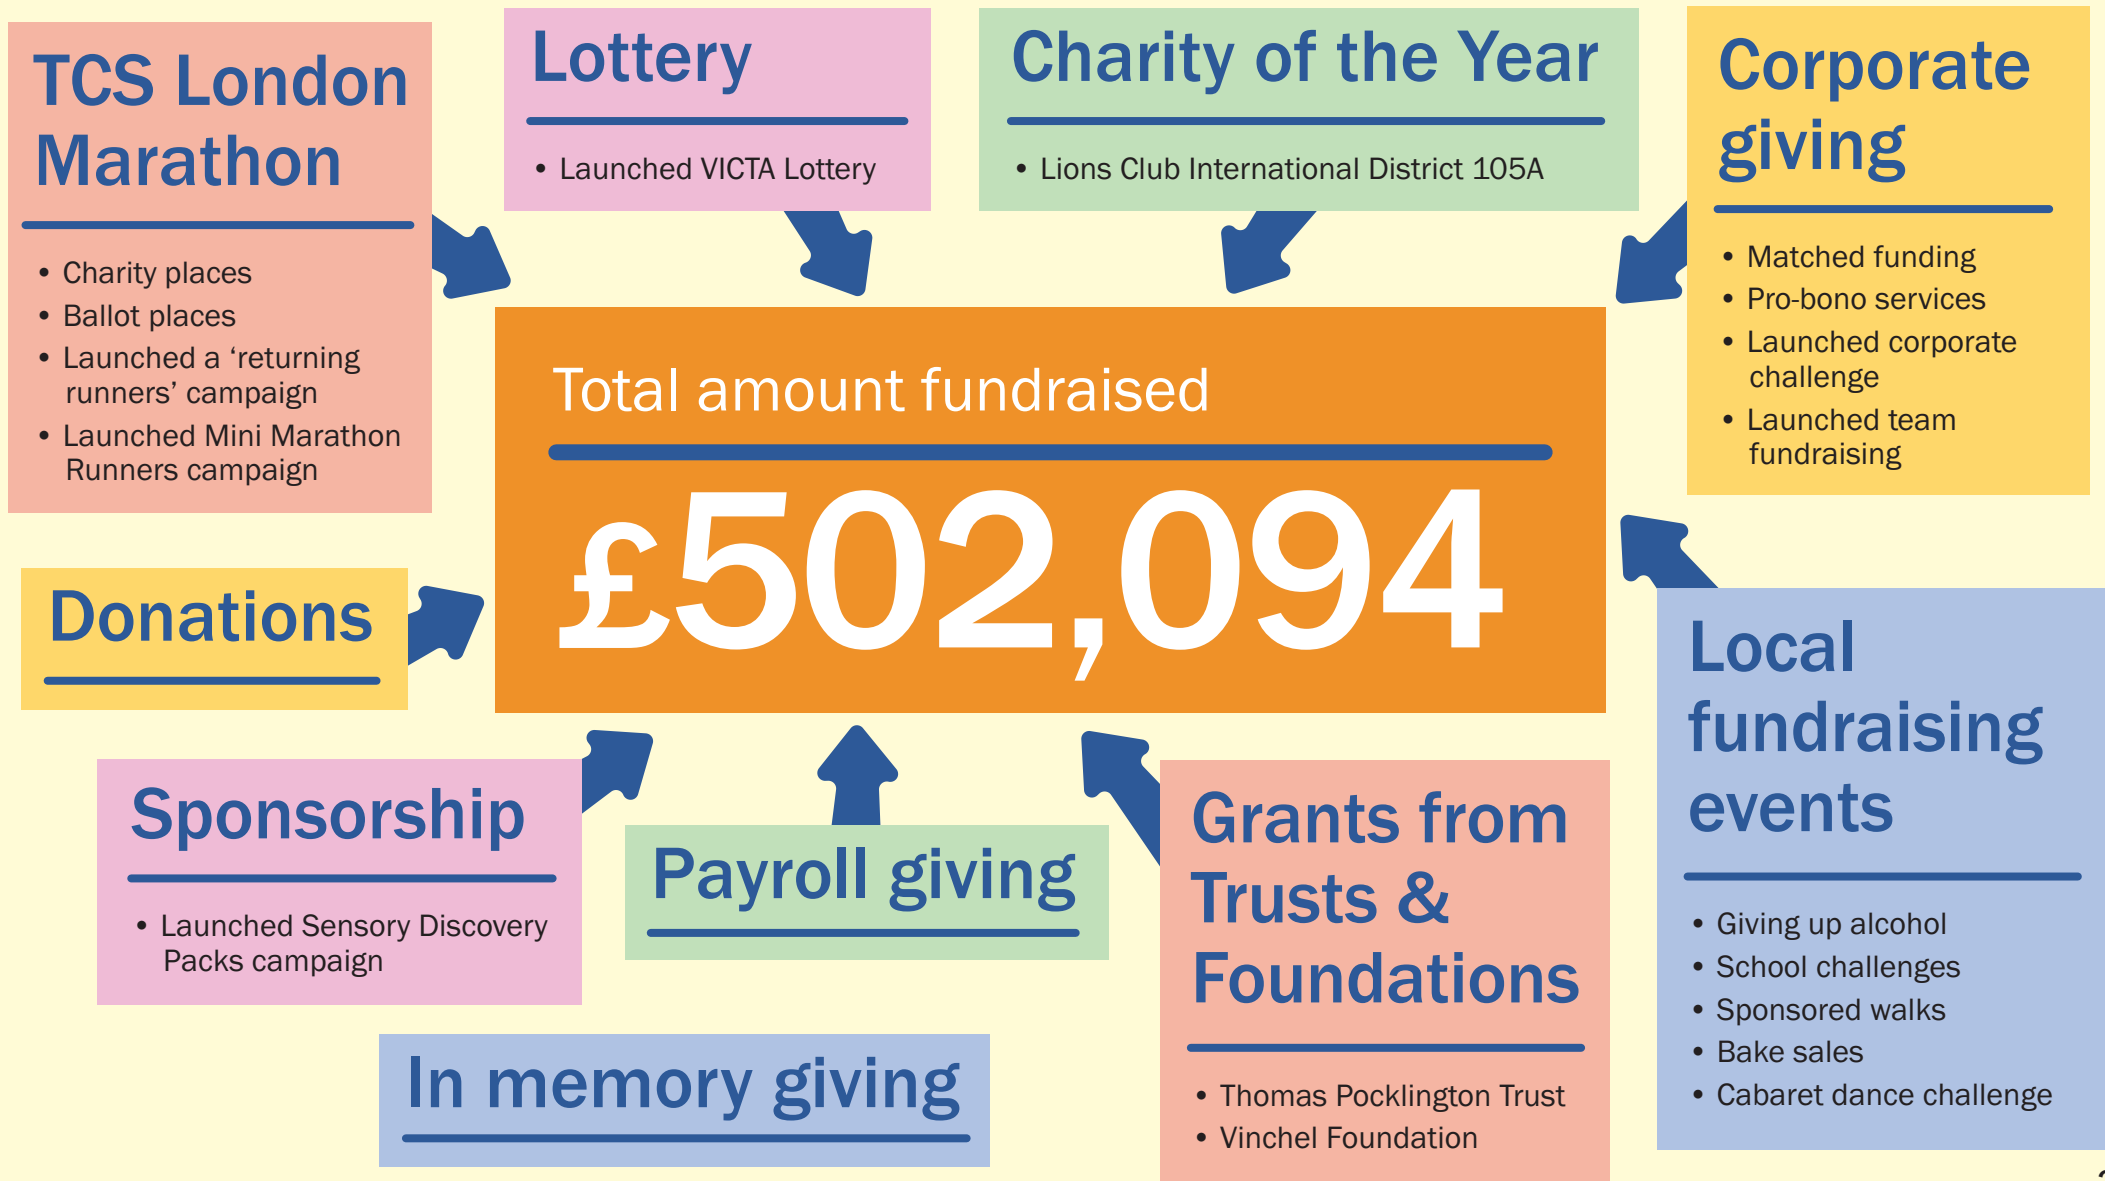 TCS London
Marathon
• Charity places
• Ballot places
• Launched a ‘returning
runners’ campaign
• Launched Mini Marathon
Runners campaign
Lottery
• Launched VICTA Lottery
Charity of the Year
• Lions Club International District 105A
Corporate
giving
• Matched funding
• Pro-bono services
• Launched corporate
challenge
• Launched team
fundraising
Total amount fundraised
£502,094
Donations
Sponsorship
• Launched Sensory Discovery
Packs campaign
Payroll giving
In memory giving
Grants from
Trusts &
Foundations
• Thomas Pocklington Trust
• Vinchel Foundation
Local
fundraising
events
• Giving up alcohol
• School challenges
• Sponsored walks
• Bake sales
• Cabaret dance challenge